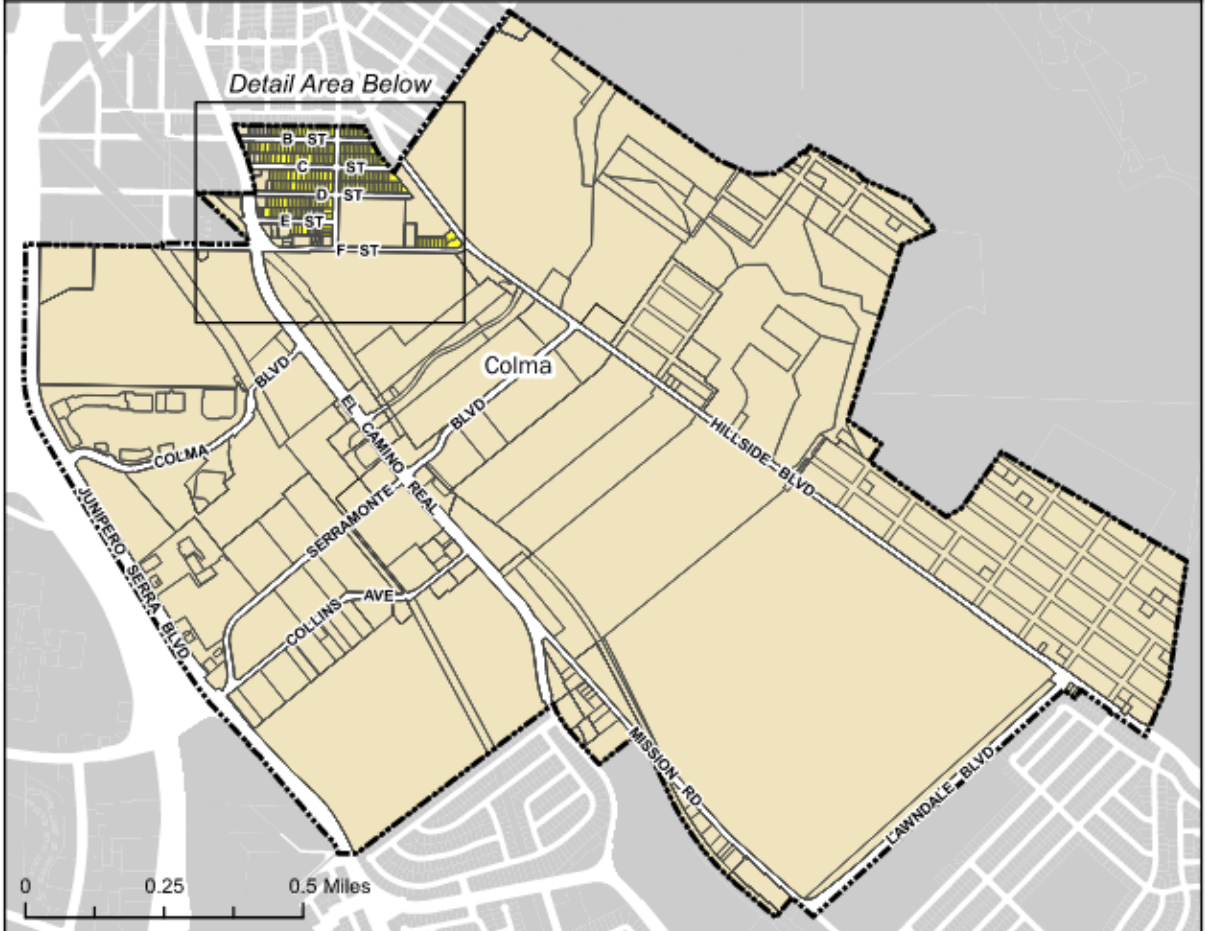 Detail Area Below
B ST
C ST
D ST
E ST
F ST
Colma
COLMA BLVD
EL CAMINO REAL
SERRAMONTE BLVD
HILLSIDE BLVD
JUNIPERO SERRA BLVD
COLLINS AVE
MISSION RD
LAWNDALE BLVD
0 0.25 0.5 Miles